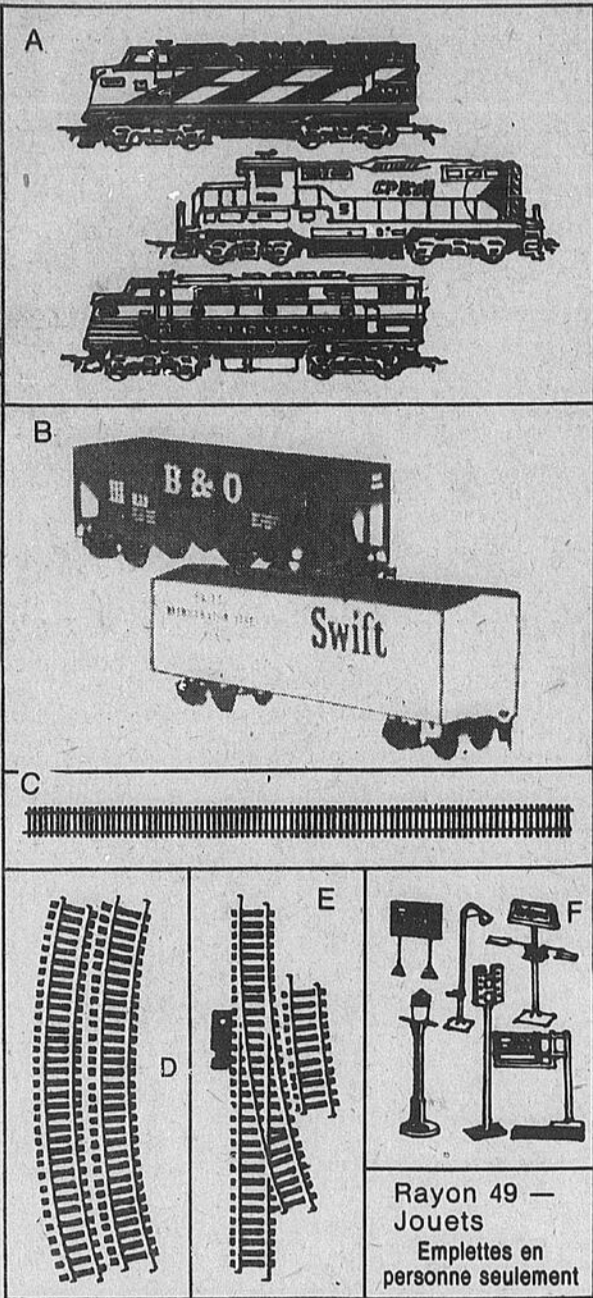 A
CP Rail
B
B & O
Swift
C
D
E
F
Rayon 49 —
Jouets
Emplettes en
personne seulement